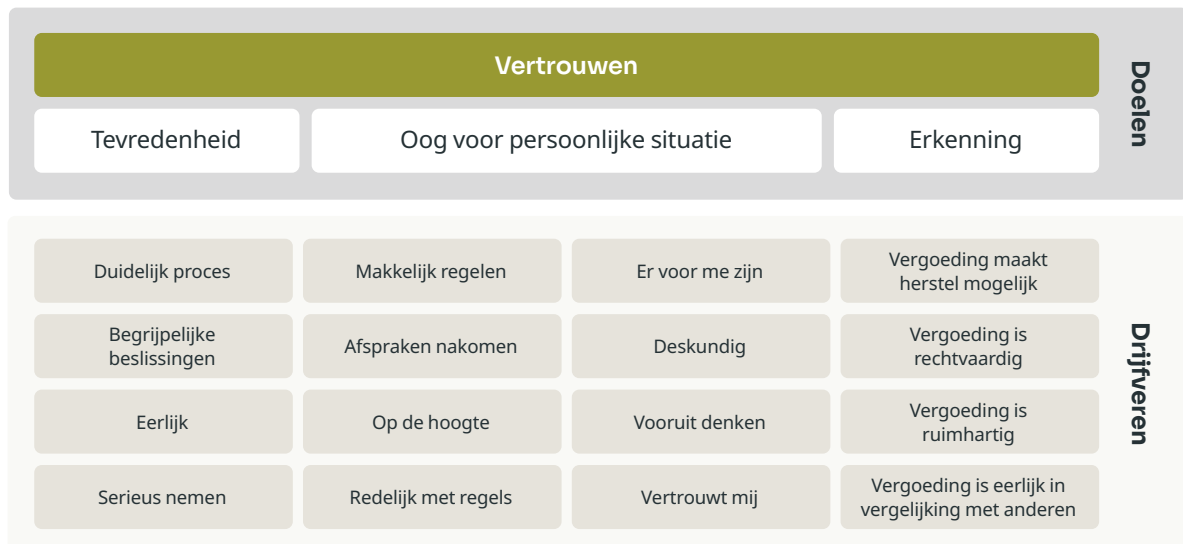 Vertrouwen
Doelen
Tevredenheid
Oog voor persoonlijke situatie
Erkenning
Duidelijk proces
Makkelijk regelen
Er voor me zijn
Vergoeding maakt
herstel mogelijk
Begrijpelijke
beslissingen
Afspraken nakomen
Deskundig
Vergoeding is
rechtvaardig
Drijfveren
Eerlijk
Op de hoogte
Vooruit denken
Vergoeding is
ruimhartig
Serieus nemen
Redelijk met regels
Vertrouwt mij
Vergoeding is eerlijk in
vergelijking met anderen